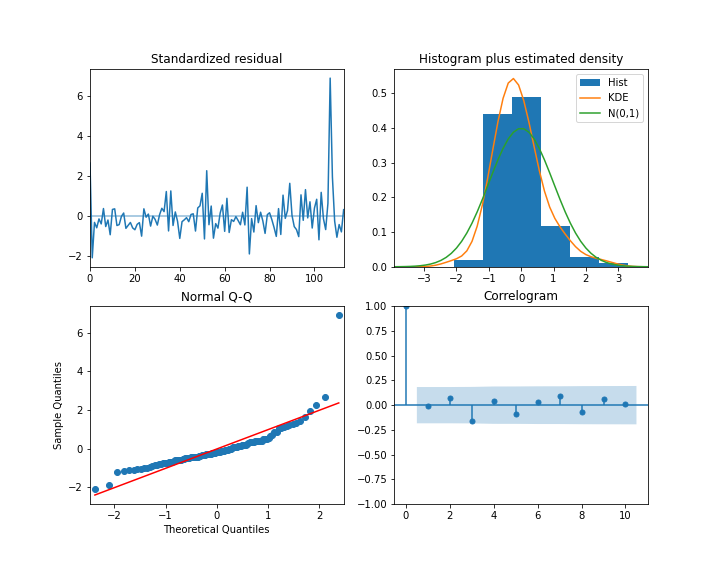 Standardized residual
6
4
2
0
−2
0 20 40 60 80 100
Histogram plus estimated density
Hist
KDE
N(0,1)
0.5
0.4
0.3
0.2
0.1
0.0
−3 −2 −1 0 1 2 3
Normal Q-Q
Sample Quantiles
6
4
2
0
−2
−2 −1 0 1 2
Theoretical Quantiles
Correlogram
1.00
0.75
0.50
0.25
0.00
−0.25
−0.50
−0.75
−1.00
0 2 4 6 8 10